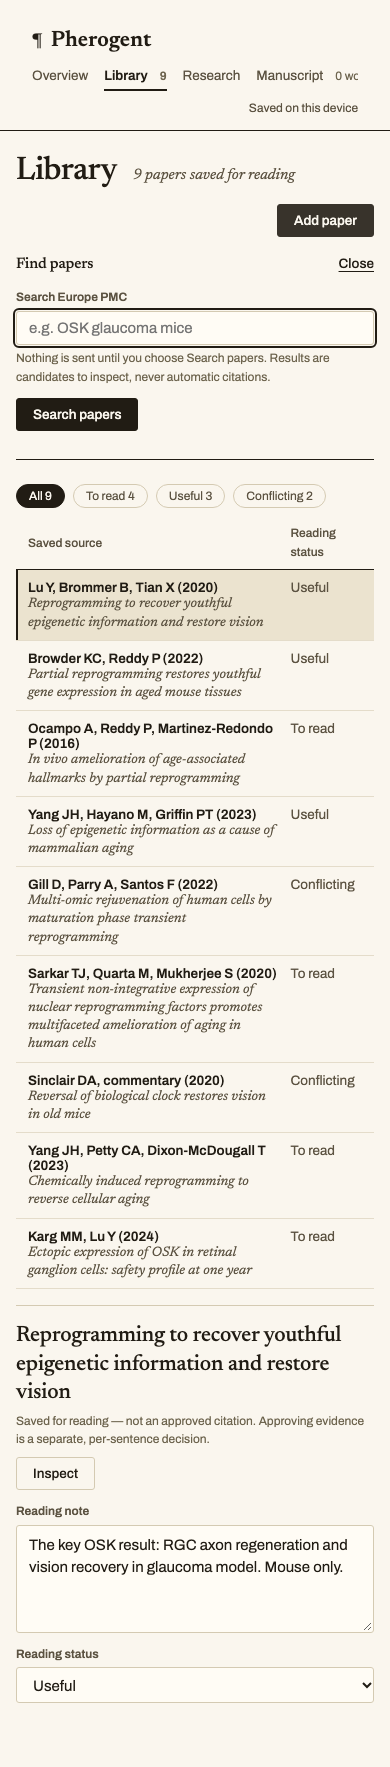 ¶ Pherogent
Overview Library 9 Research Manuscript 0 wc
Saved on this device
Library 9 papers saved for reading
Add paper
Find papers Close
Search Europe PMC
e.g. OSK glaucoma mice
Nothing is sent until you choose Search papers. Results are
candidates to inspect, never automatic citations.
Search papers
All 9 To read 4 Useful 3 Conflicting 2
Saved source Reading
status
Lu Y, Brommer B, Tian X (2020) Useful
Reprogramming to recover youthful
epigenetic information and restore vision
Browder KC, Reddy P (2022) Useful
Partial reprogramming restores youthful
gene expression in aged mouse tissues
Ocampo A, Reddy P, Martinez-Redondo To read
P (2016)
In vivo amelioration of age-associated
hallmarks by partial reprogramming
Yang JH, Hayano M, Griffin PT (2023) Useful
Loss of epigenetic information as a cause of
mammalian aging
Gill D, Parry A, Santos F (2022) Conflicting
Multi-omic rejuvenation of human cells by
maturation phase transient
reprogramming
Sarkar TJ, Quarta M, Mukherjee S (2020) To read
Transient non-integrative expression of
nuclear reprogramming factors promotes
multifaceted amelioration of aging in
human cells
Sinclair DA, commentary (2020) Conflicting
Reversal of biological clock restores vision
in old mice
Yang JH, Petty CA, Dixon-McDougall T To read
(2023)
Chemically induced reprogramming to
reverse cellular aging
Karg MM, Lu Y (2024) To read
Ectopic expression of OSK in retinal
ganglion cells: safety profile at one year
Reprogramming to recover youthful
epigenetic information and restore
vision
Saved for reading — not an approved citation. Approving evidence
is a separate, per-sentence decision.
Inspect
Reading note
The key OSK result: RGC axon regeneration and
vision recovery in glaucoma model. Mouse only.
Reading status
Useful